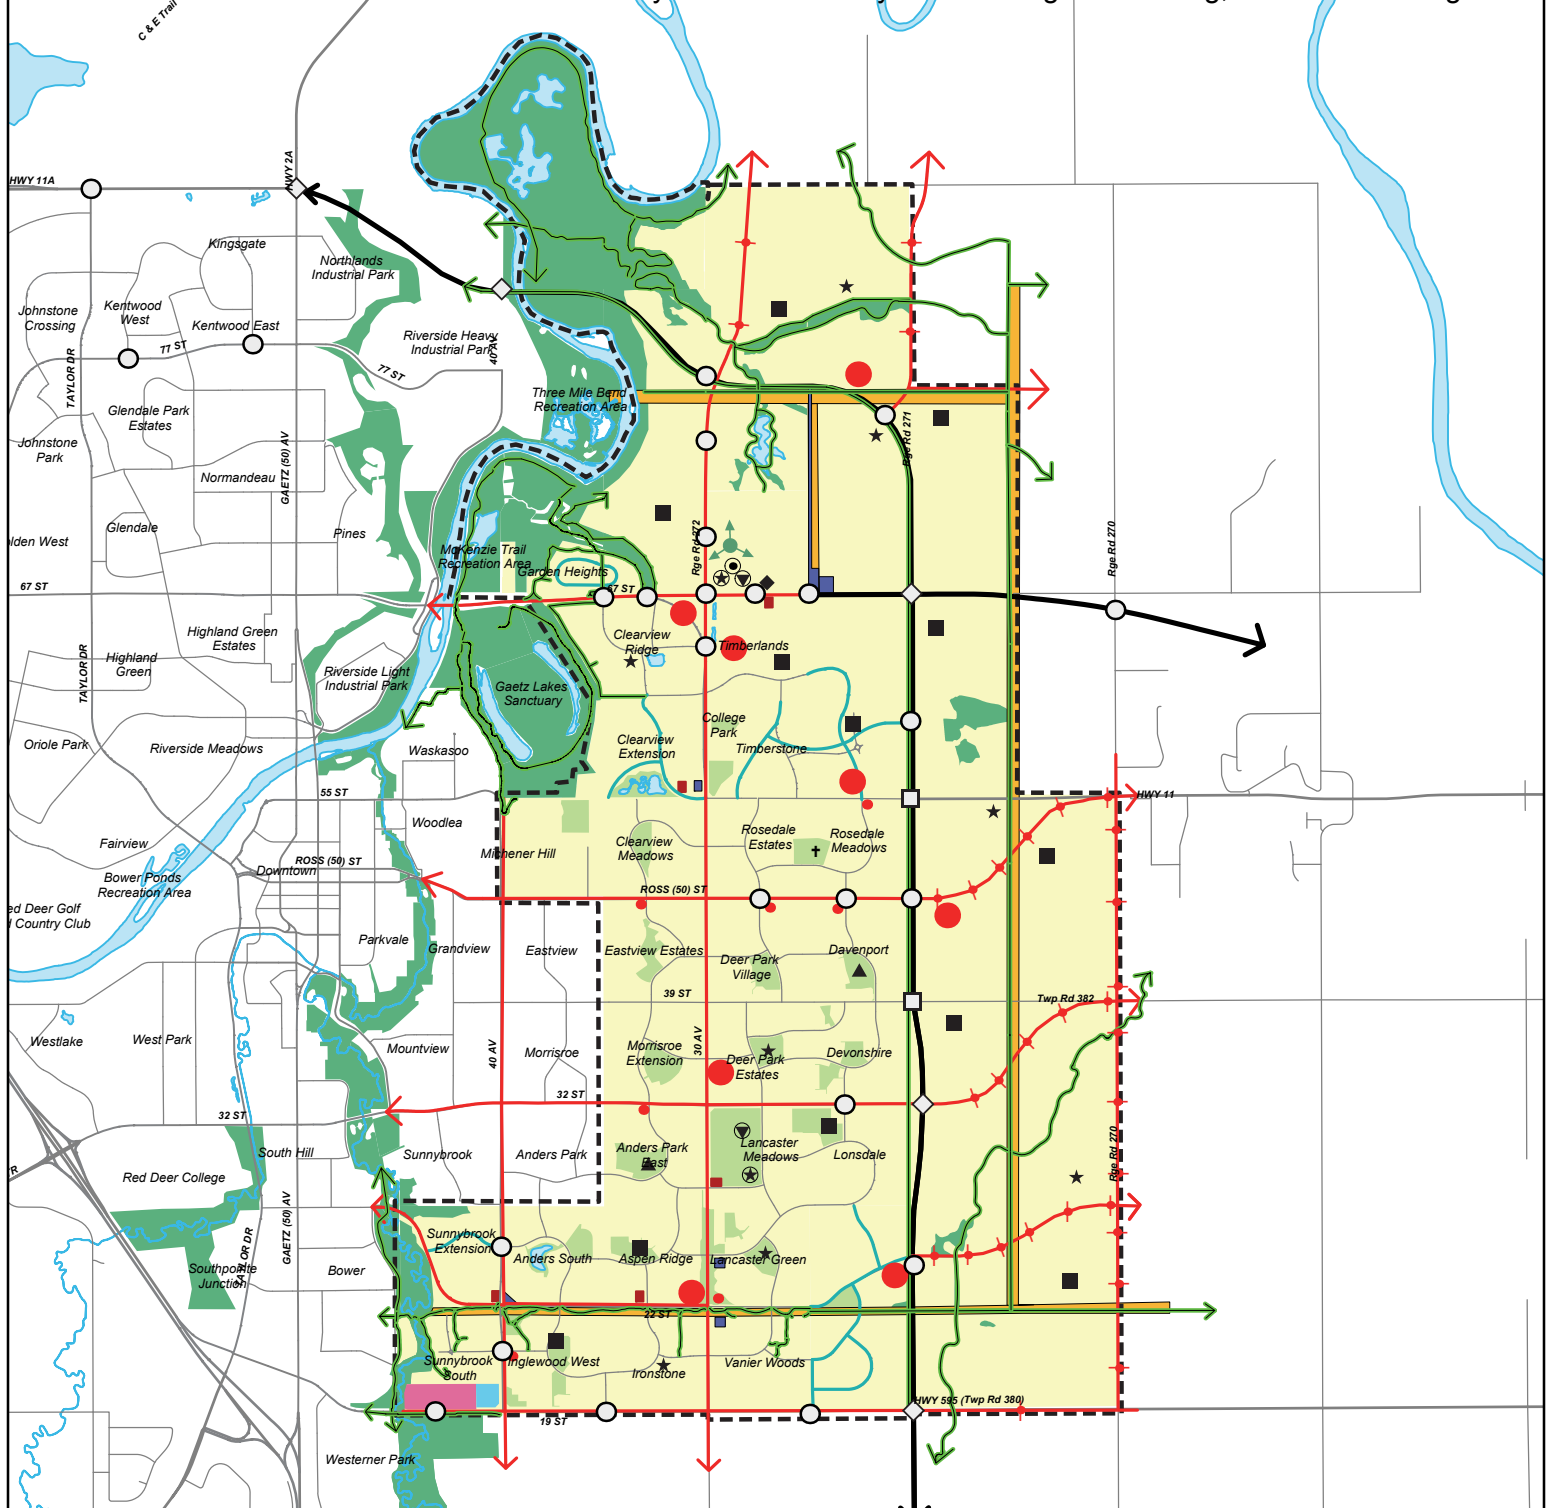 C & E Trail
HWY 11A
HWY 2A
Kingsgate
Northlands
Industrial Park
Johnstone
Crossing
Kentwood
West
Kentwood East
77 ST
77 ST
Riverside Heavy
Industrial Park
40 AV
TAYLOR DR
Three Mile Bend
Recreation Area
Glendale Park
Estates
Johnstone
Park
Rge Rd 271
GAETZ (50) AV
Normandeau
Glendale
Pines
lden West
McKenzie Trail
Recreation Area
Garden Heights
Rge Rd 272
Rge Rd 270
67 ST
67 ST
Highland Green
Estates
Highland
Green
TAYLOR DR
Riverside Light
Industrial Park
Clearview
Ridge
Timberlands
Gaetz Lakes
Sanctuary
Oriole Park
Riverside Meadows
Waskasoo
Clearview
Extension
College
Park
Timberstone
55 ST
HWY 11
Woodlea
Fairview
Michener Hill
Clearview
Meadows
Rosedale
Estates
Rosedale
Meadows
ROSS (50) ST
Downtown
Bower Ponds
Recreation Area
ROSS (50) ST
ed Deer Golf
d Country Club
Parkvale
Grandview
Eastview
Eastview Estates
Deer Park
Village
Davenport
39 ST
Twp Rd 382
Westlake
West Park
Mountview
40 AV
Morrisroe
Morrisroe
Extension
30 AV
Deer Park
Estates
Devonshire
32 ST
32 ST
South Hill
Sunnybrook
Anders Park
Anders Park
East
Lancaster
Meadows
Lonsdale
Rge Rd 270
Red Deer College
GAETZ (50) AV
TAYLOR DR
Sunnybrook
Extension
Anders South
Aspen Ridge
Lancaster Green
Southpointe
Junction
Bower
22 ST
Sunnybrook
South
Inglewood West
Ironstone
Vanier Woods
HWY 595 (Twp Rd 380)
19 ST
Westerner Park